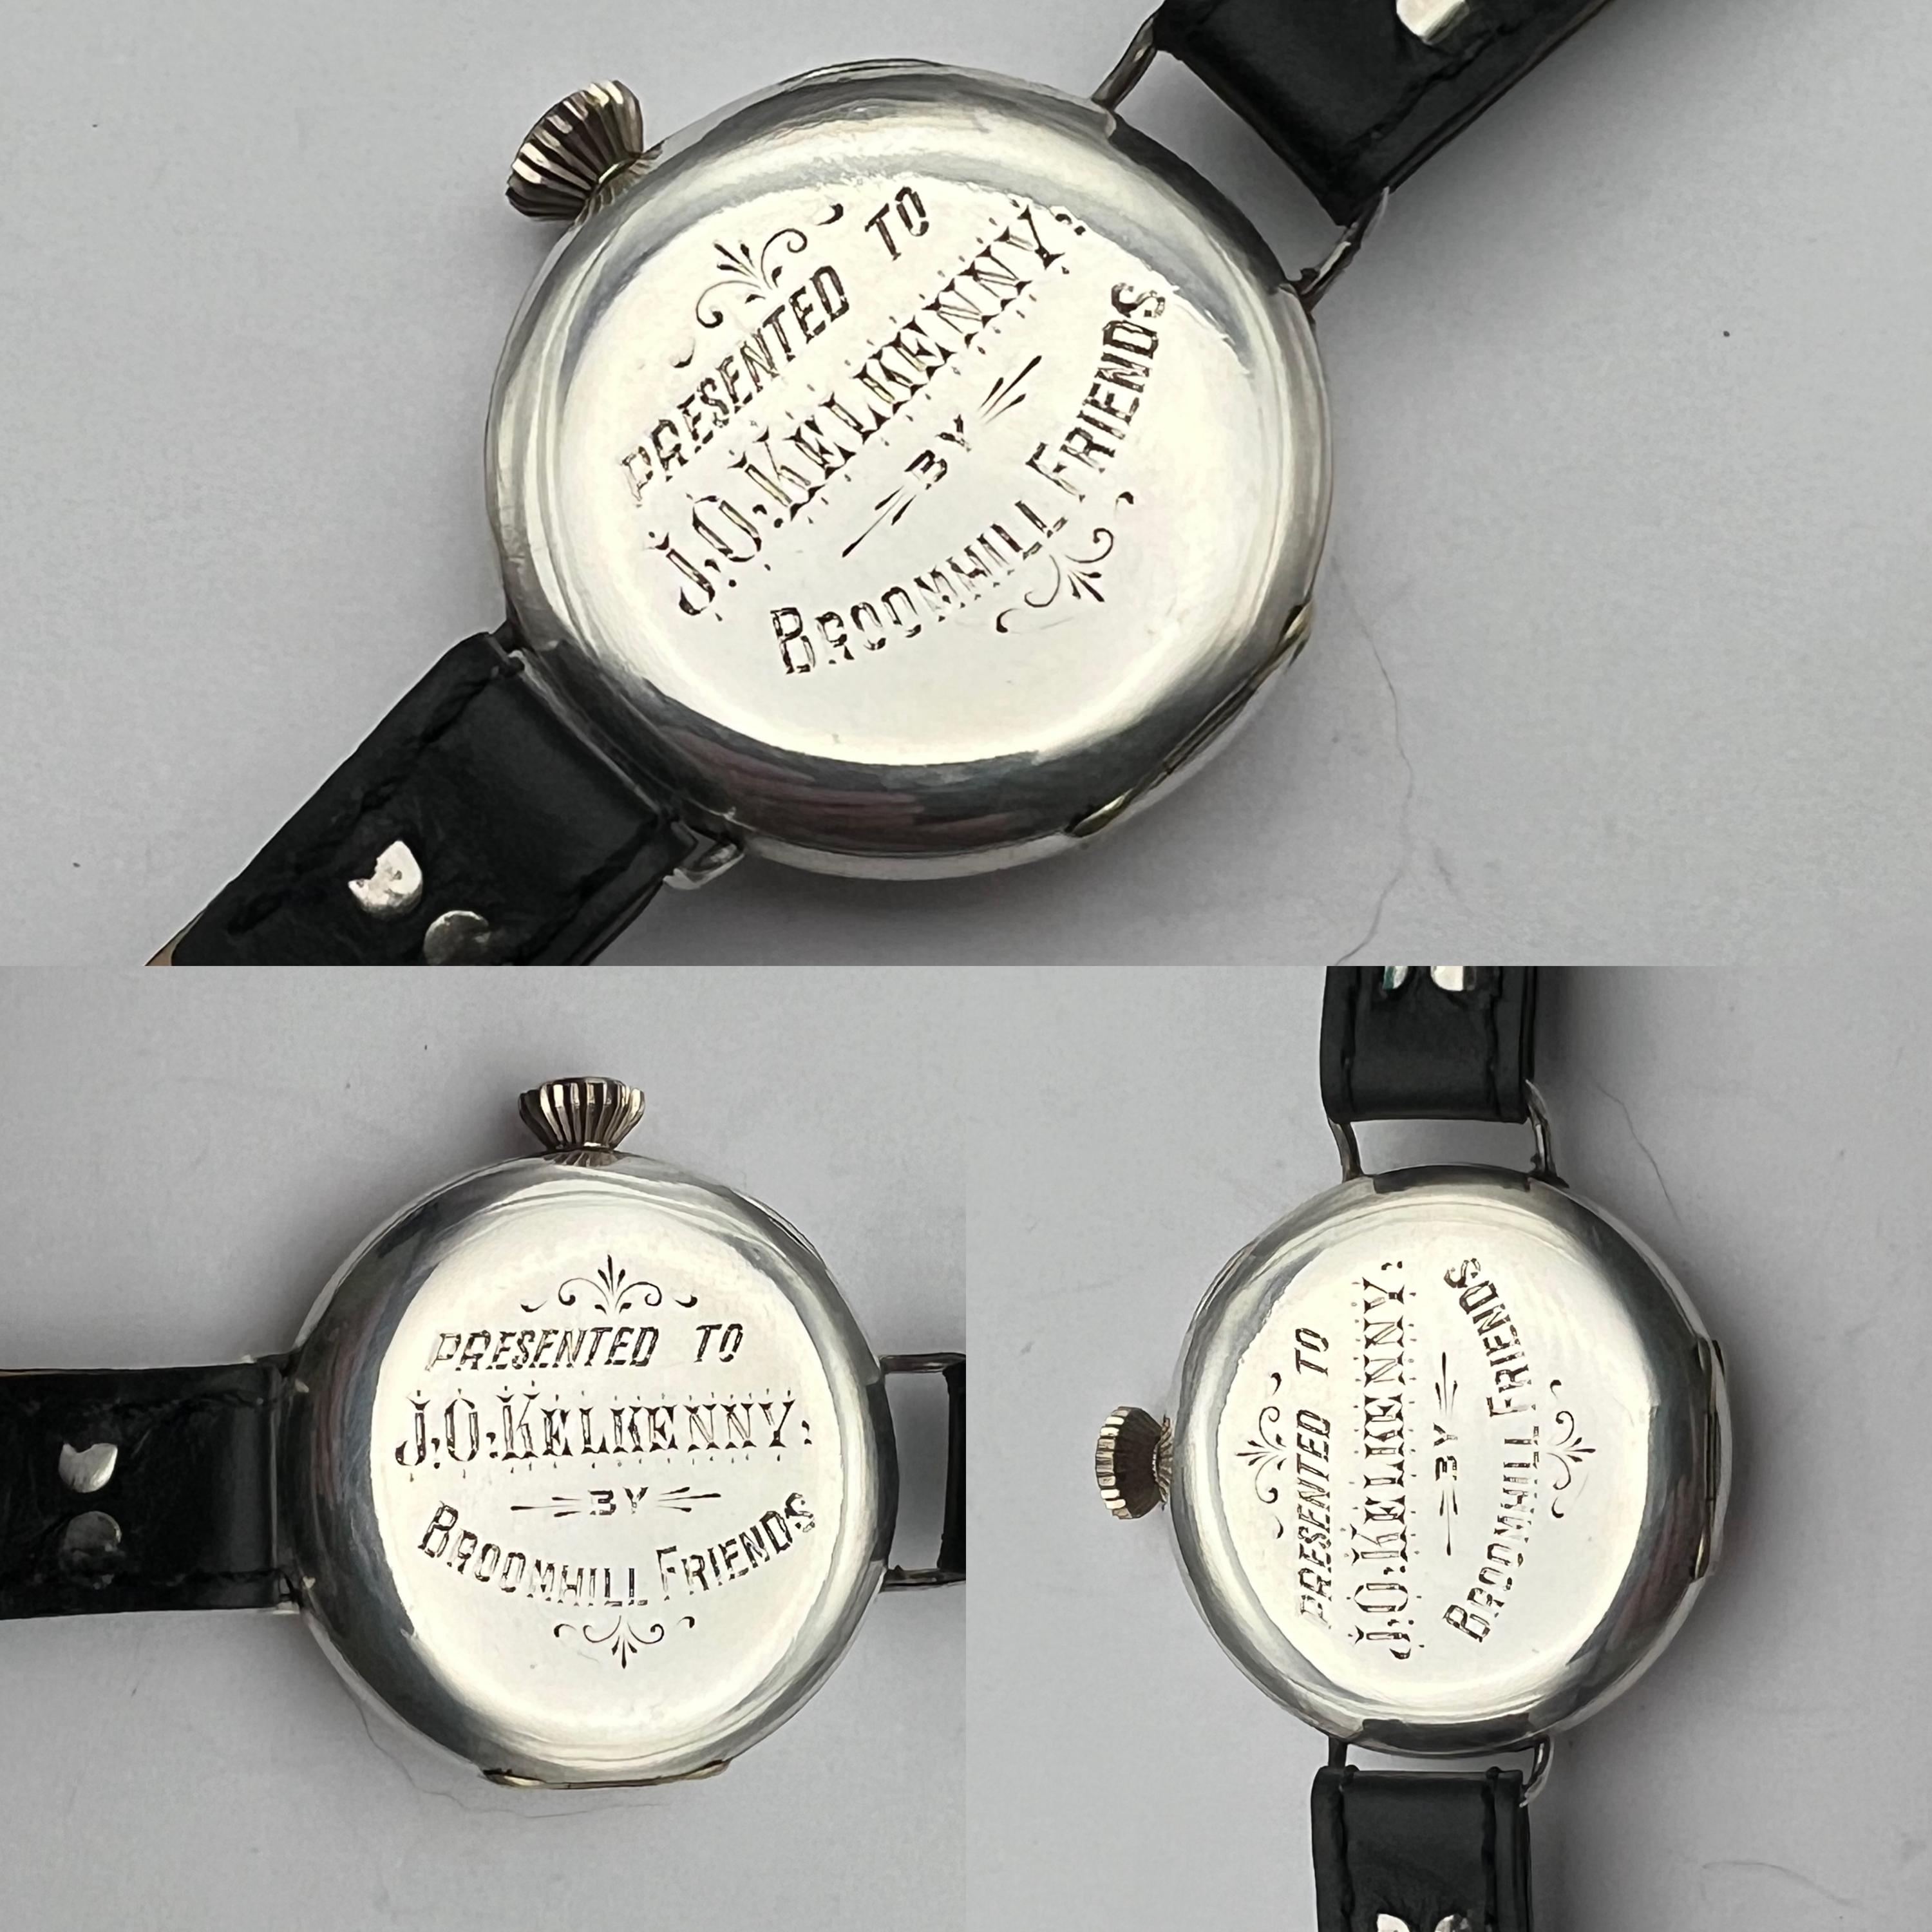 PRESENTED TO
J.O. KELKENNY.
BY
BROOMHILL FRIENDS
PRESENTED TO
J.O. KELKENNY.
BY
BROOMHILL FRIENDS
PRESENTED TO
J.O. KELKENNY.
BY
BROOMHILL FRIENDS